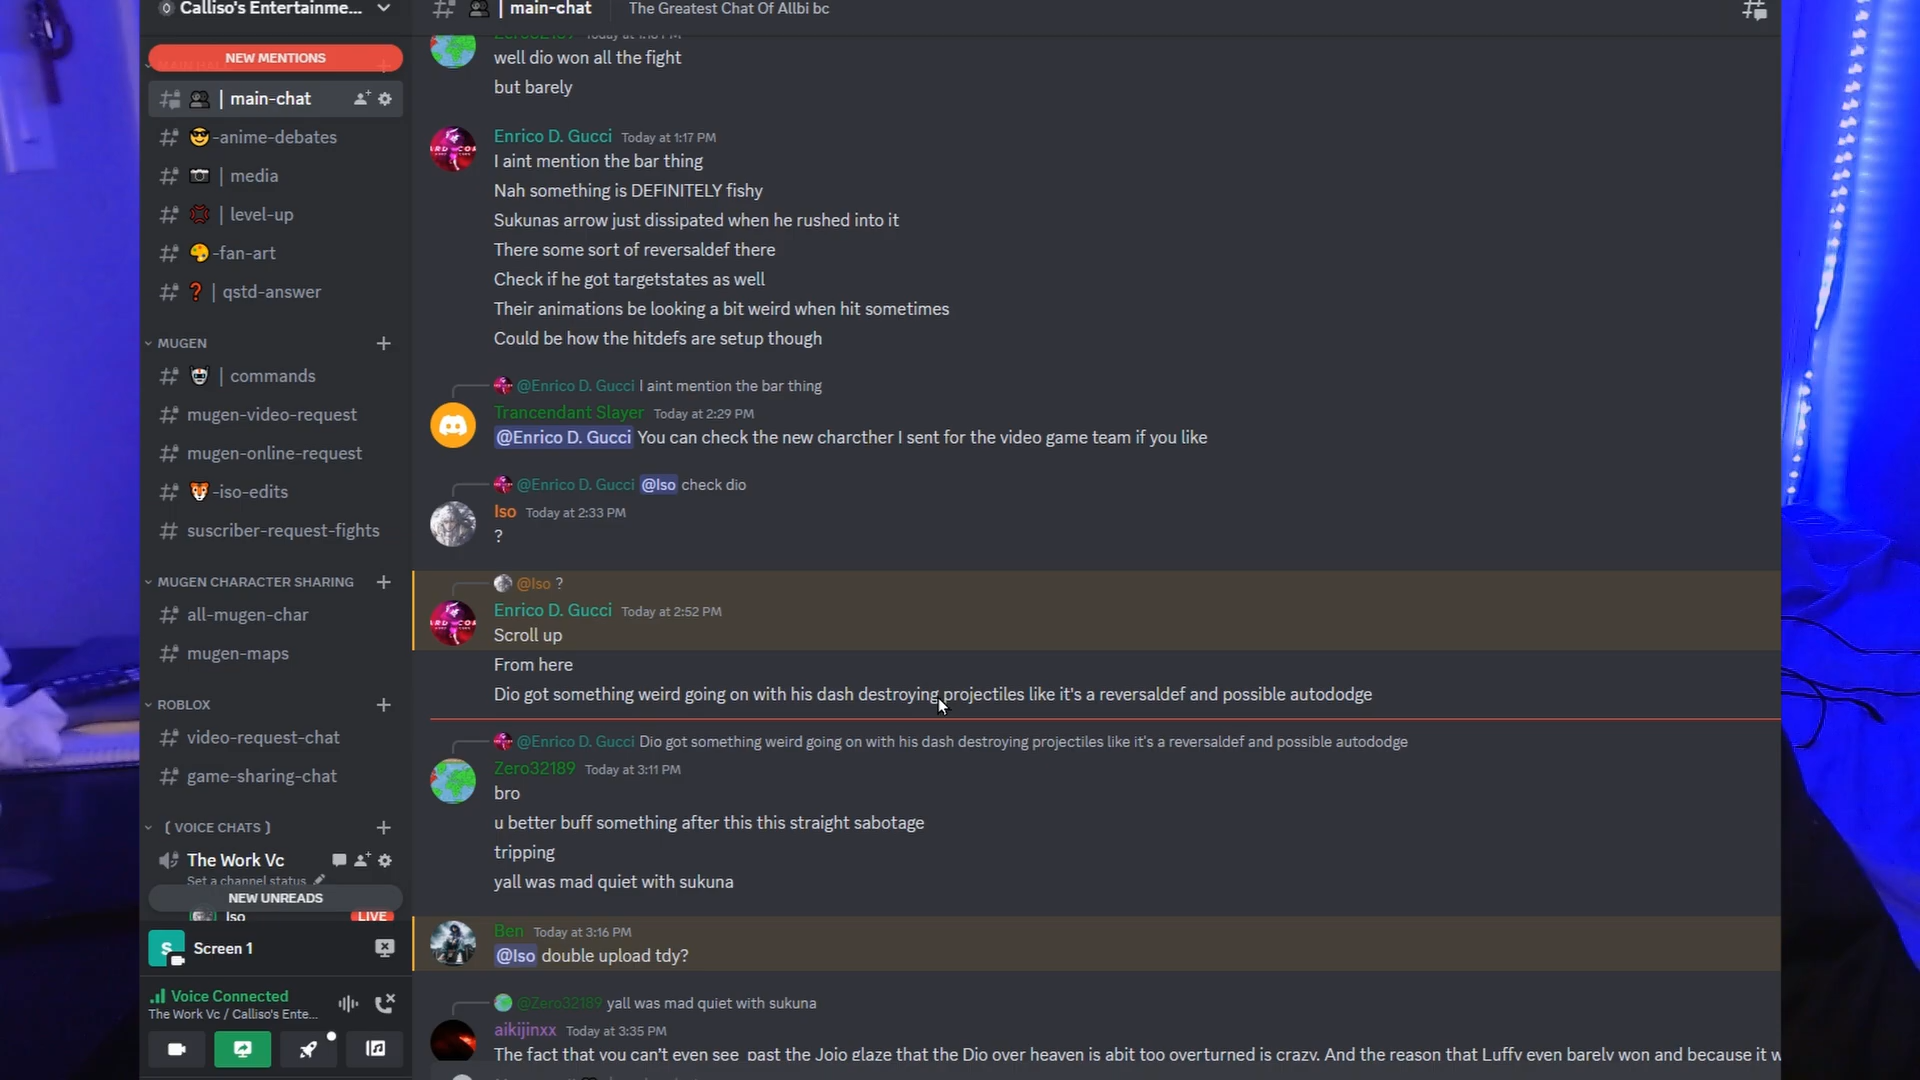 Calliso's Entertainme...
| main-chat
The Greatest Chat Of Allbi bc
NEW MENTIONS
| main-chat
-anime-debates
| media
| level-up
-fan-art
| qstd-answer
MUGEN
| commands
mugen-video-request
mugen-online-request
-iso-edits
suscriber-request-fights
MUGEN CHARACTER SHARING
all-mugen-char
mugen-maps
ROBLOX
video-request-chat
game-sharing-chat
( VOICE CHATS )
The Work Vc
Set a channel status
NEW UNREADS
Iso
LIVE
S
Screen 1
Voice Connected
The Work Vc / Calliso's Ente...
well dio won all the fight
but barely
Enrico D. Gucci Today at 1:17 PM
I aint mention the bar thing
Nah something is DEFINITELY fishy
Sukunas arrow just dissipated when he rushed into it
There some sort of reversaldef there
Check if he got targetstates as well
Their animations be looking a bit weird when hit sometimes
Could be how the hitdefs are setup though
@Enrico D. Gucci I aint mention the bar thing
Trancendant Slayer Today at 2:29 PM
@Enrico D. Gucci You can check the new charcther I sent for the video game team if you like
@Enrico D. Gucci @Iso check dio
Iso Today at 2:33 PM
?
@Iso ?
Enrico D. Gucci Today at 2:52 PM
Scroll up
From here
Dio got something weird going on with his dash destroying projectiles like it's a reversaldef and possible autododge
@Enrico D. Gucci Dio got something weird going on with his dash destroying projectiles like it's a reversaldef and possible autododge
Zero32189 Today at 3:11 PM
bro
u better buff something after this this straight sabotage
tripping
yall was mad quiet with sukuna
Ben Today at 3:16 PM
@Iso double upload tdy?
@Zero32189 yall was mad quiet with sukuna
aikijinxx Today at 3:35 PM
The fact that you can't even see past the Jojo glaze that the Dio over heaven is abit too overturned is crazy. And the reason that Luffy even barely won and because it